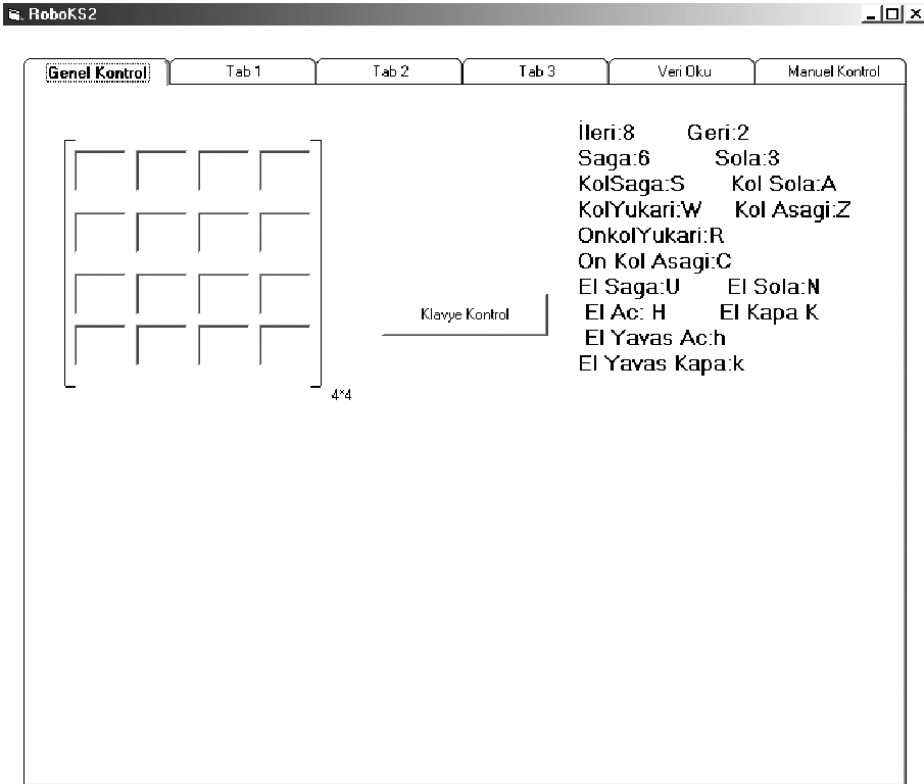 RoboKS2
Genel Kontrol Tab 1 Tab 2 Tab 3 Veri Oku Manuel Kontrol
İleri:8 Geri:2
Saga:6 Sola:3
KolSaga:S Kol Sola:A
KolYukari:W Kol Asagi:Z
OnkolYukari:R
On Kol Asagi:C
El Saga:U El Sola:N
El Ac: H El Kapa K
El Yavas Ac:h
El Yavas Kapa:k
Klavye Kontrol
4*4